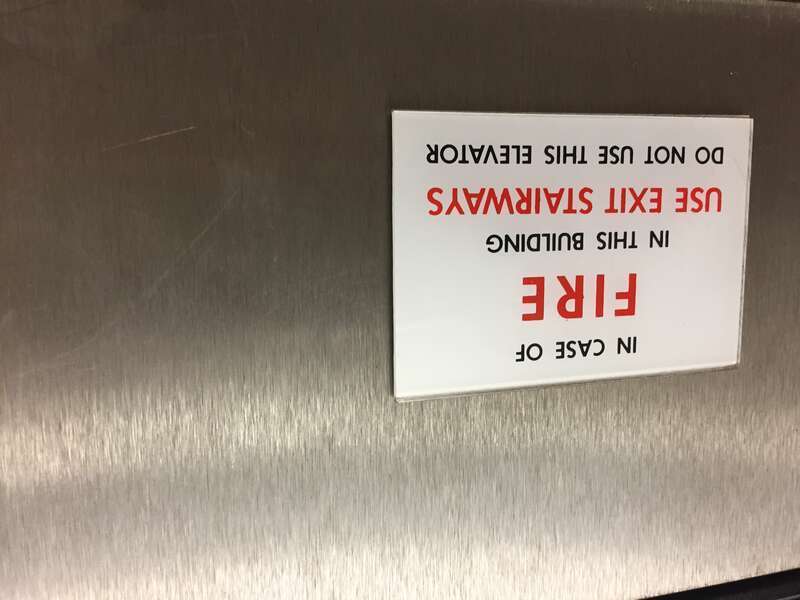 IN CASE OF
FIRE
IN THIS BUILDING
USE EXIT STAIRWAYS
DO NOT USE THIS ELEVATOR